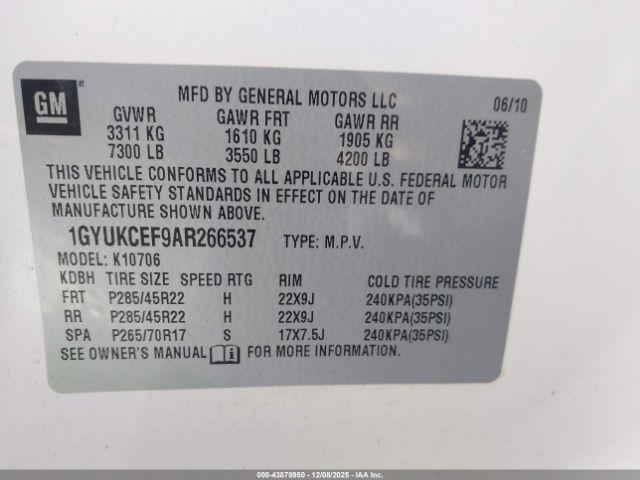 GM ®
MFD BY GENERAL MOTORS LLC 06/10
GVWR GAWR FRT GAWR RR
3311 KG 1610 KG 1905 KG
7300 LB 3550 LB 4200 LB
THIS VEHICLE CONFORMS TO ALL APPLICABLE U.S. FEDERAL MOTOR
VEHICLE SAFETY STANDARDS IN EFFECT ON THE DATE OF
MANUFACTURE SHOWN ABOVE.
1GYUKCEF9AR266537 TYPE: M.P.V.
MODEL: K10706
KDBH TIRE SIZE SPEED RTG RIM COLD TIRE PRESSURE
FRT P285/45R22 H 22X9J 240KPA(35PSI)
RR P285/45R22 H 22X9J 240KPA(35PSI)
SPA P265/70R17 S 17X7.5J 240KPA(35PSI)
SEE OWNER'S MANUAL FOR MORE INFORMATION.
000-43878950 - 12/08/2025 - IAA, Inc.